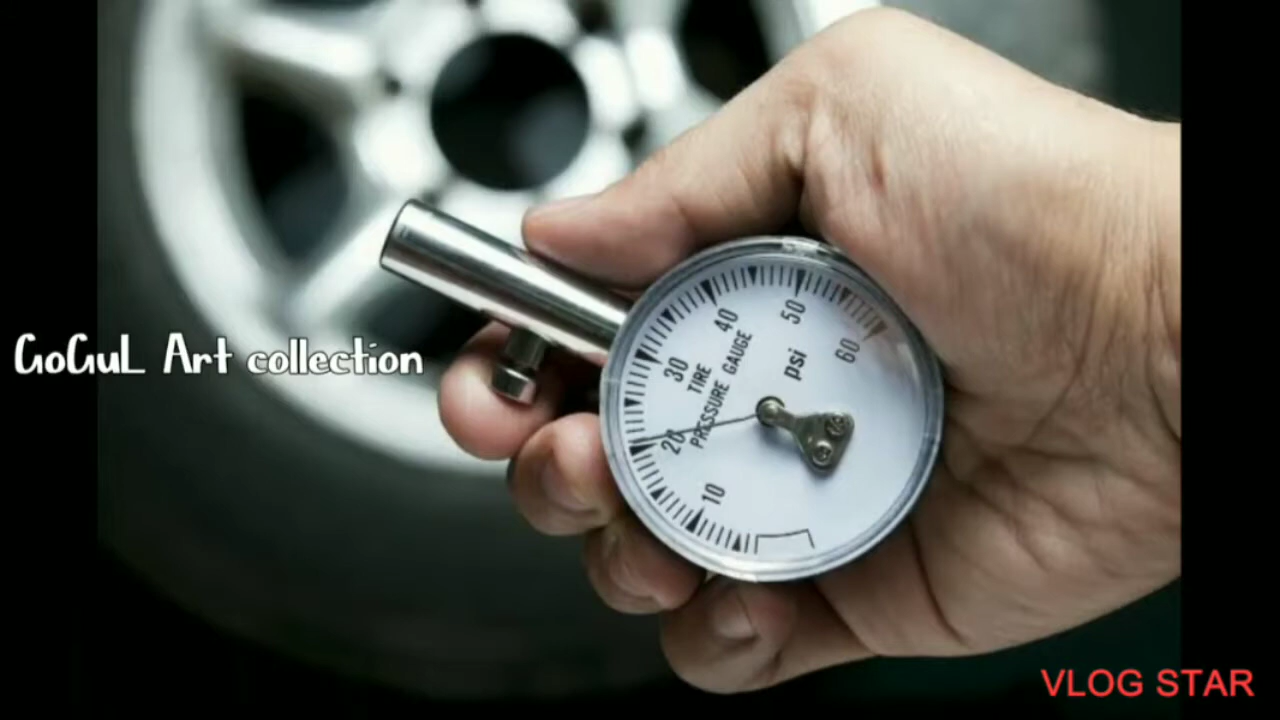 GoGuL Art collection
10
20
30
40
50
60
TIRE
PRESSURE GAUGE
psi
VLOG STAR